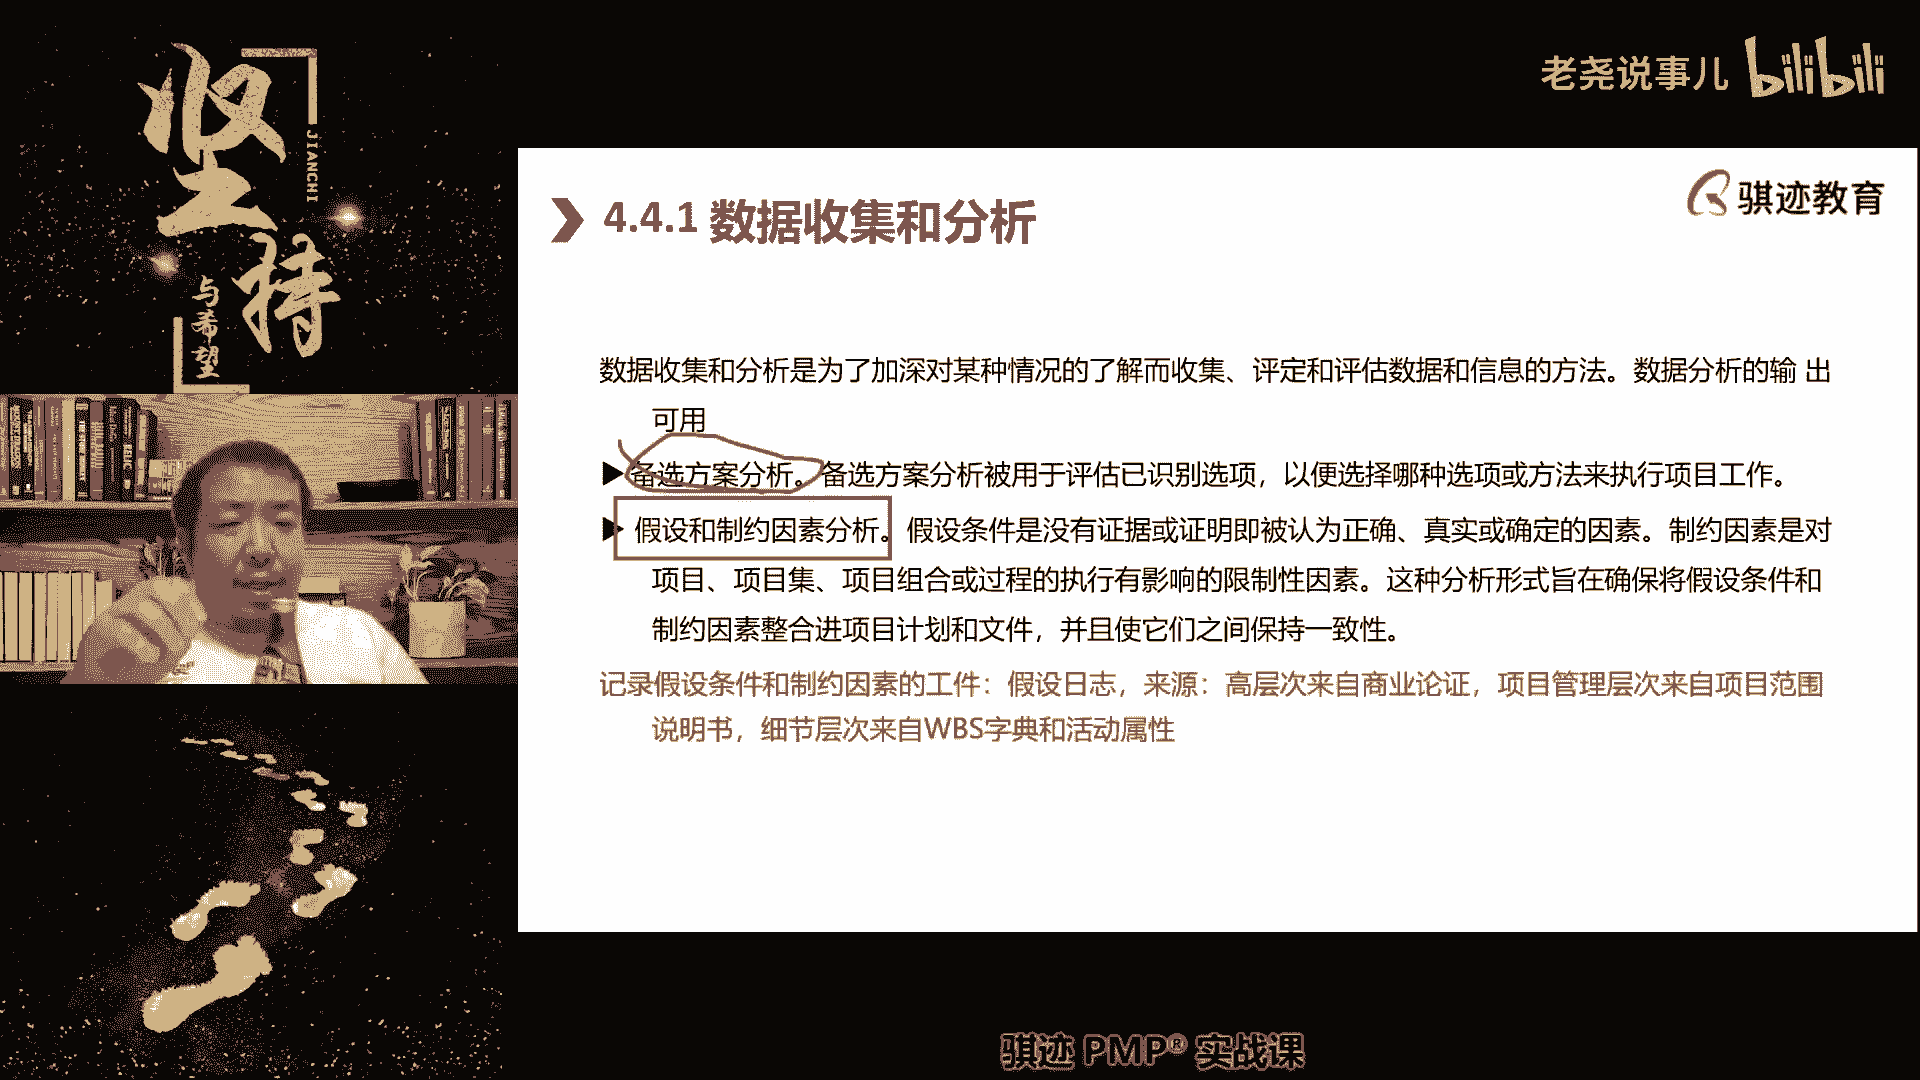 坚持
JIANCHI
与希望
老尧说事儿 bilibili
骐迹教育
4.4.1 数据收集和分析
数据收集和分析是为了加深对某种情况的了解而收集、评定和评估数据和信息的方法。数据分析的输 出
可用
▶ 备选方案分析。备选方案分析被用于评估已识别选项，以便选择哪种选项或方法来执行项目工作。
▶ 假设和制约因素分析。假设条件是没有证据或证明即被认为正确、真实或确定的因素。制约因素是对
项目、项目集、项目组合或过程的执行有影响的限制性因素。这种分析形式旨在确保将假设条件和
制约因素整合进项目计划和文件，并且使它们之间保持一致性。
记录假设条件和制约因素的工件：假设日志，来源：高层次来自商业论证，项目管理层次来自项目范围
说明书，细节层次来自WBS字典和活动属性
骐迹 PMP® 实战课